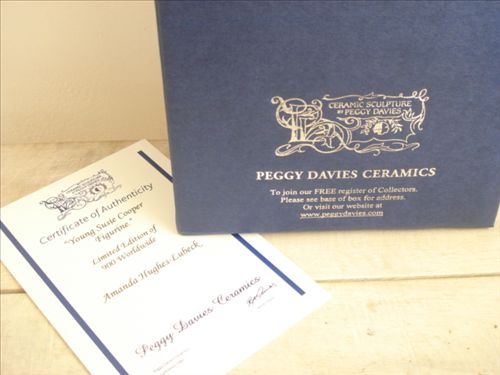 CERAMIC SCULPTURE
BY PEGGY DAVIES
PEGGY DAVIES CERAMICS
To join our FREE register of Collectors.
Please see base of box for address.
Or visit our website at
www.peggydavies.com
Certificate of Authenticity
"Young Susie Cooper
Figurine"
Limited Edition of
900 Worldwide
Amanda Hughes-Lubeck
Peggy Davies Ceramics